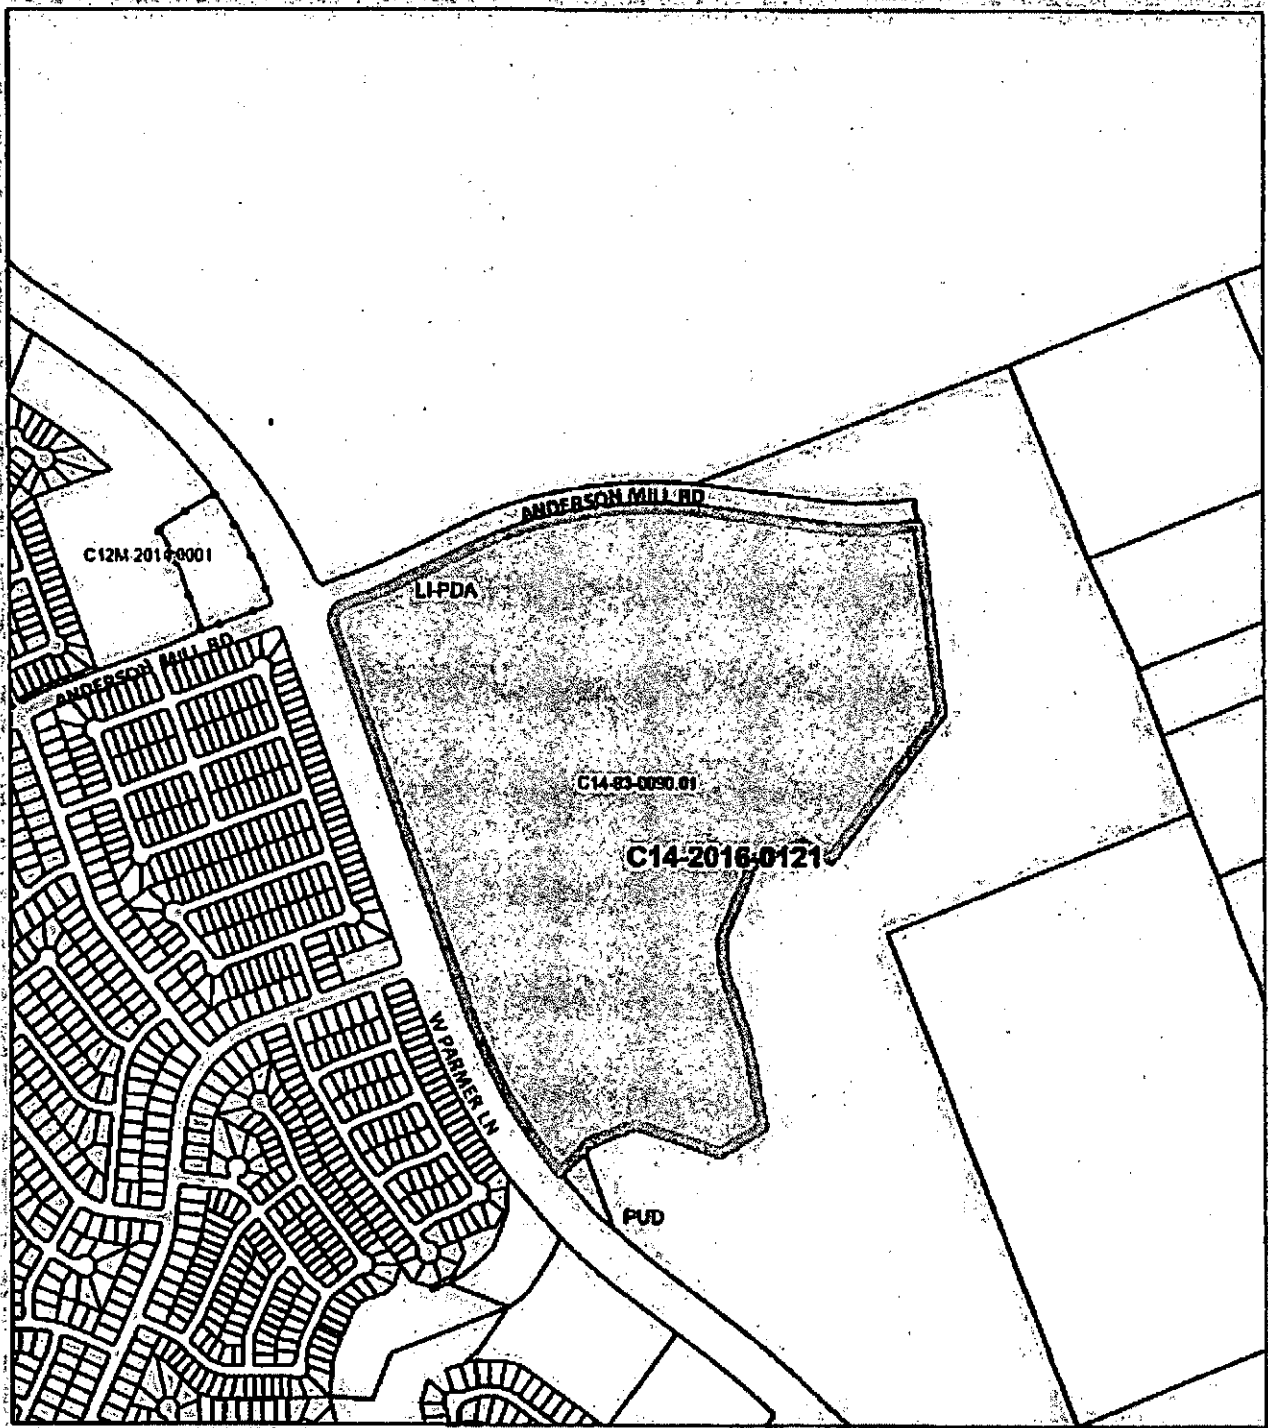 ANDERSON MILL RD
C12M-2014-0001
LI-PDA
ANDERSON MILL RD
C14-83-0090.01
C14-2016-0121
W PARMER LN
PUD